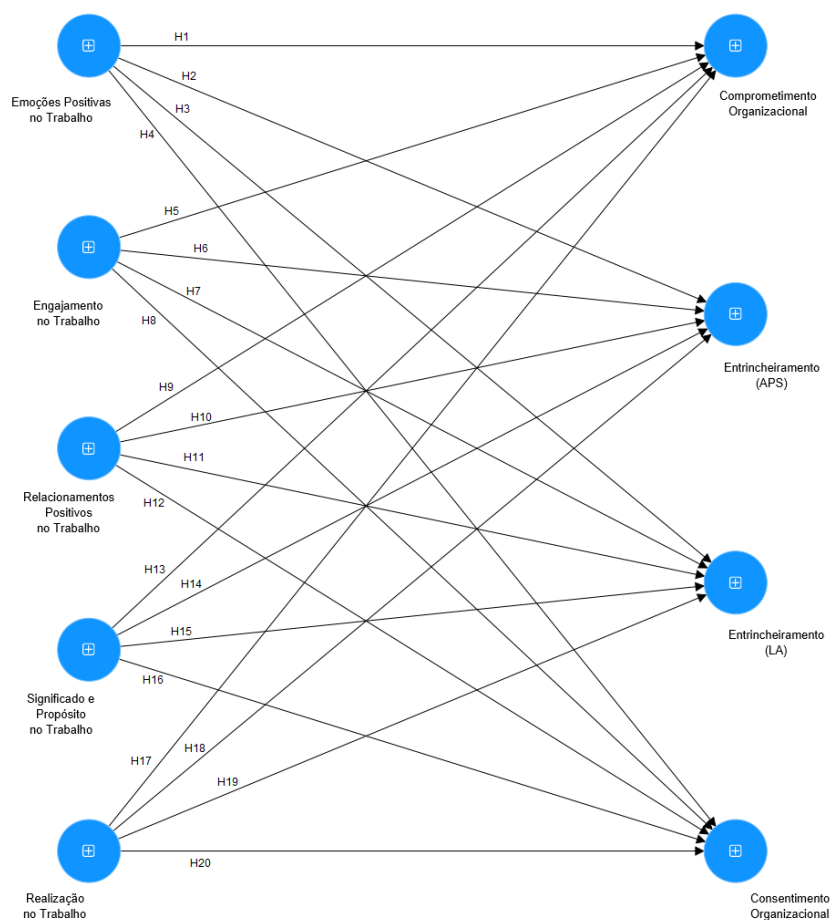 H1
H2
H3
H4
Emoções Positivas
no Trabalho
Comprometimento
Organizacional
H5
H6
H7
H8
Engajamento
no Trabalho
Entrincheiramento
(APS)
H9
H10
H11
H12
Relacionamentos
Positivos
no Trabalho
H13
H14
H15
H16
Entrincheiramento
(LA)
Significado e
Propósito
no Trabalho
H17
H18
H19
H20
Realização
no Trabalho
Consentimento
Organizacional